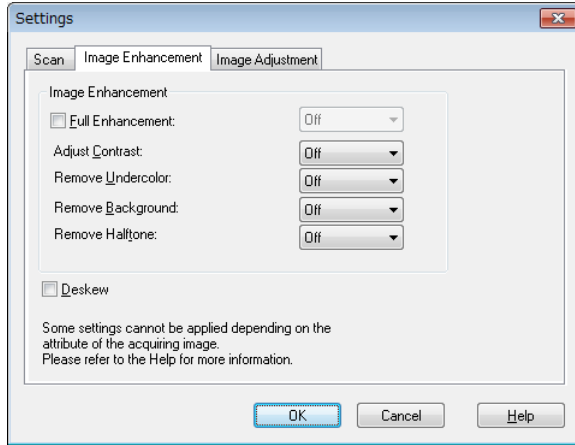 Settings
Scan Image Enhancement Image Adjustment
Image Enhancement
Full Enhancement: Off
Adjust Contrast: Off
Remove Undercolor: Off
Remove Background: Off
Remove Halftone: Off
Deskew
Some settings cannot be applied depending on the
attribute of the acquiring image.
Please refer to the Help for more information.
OK Cancel Help